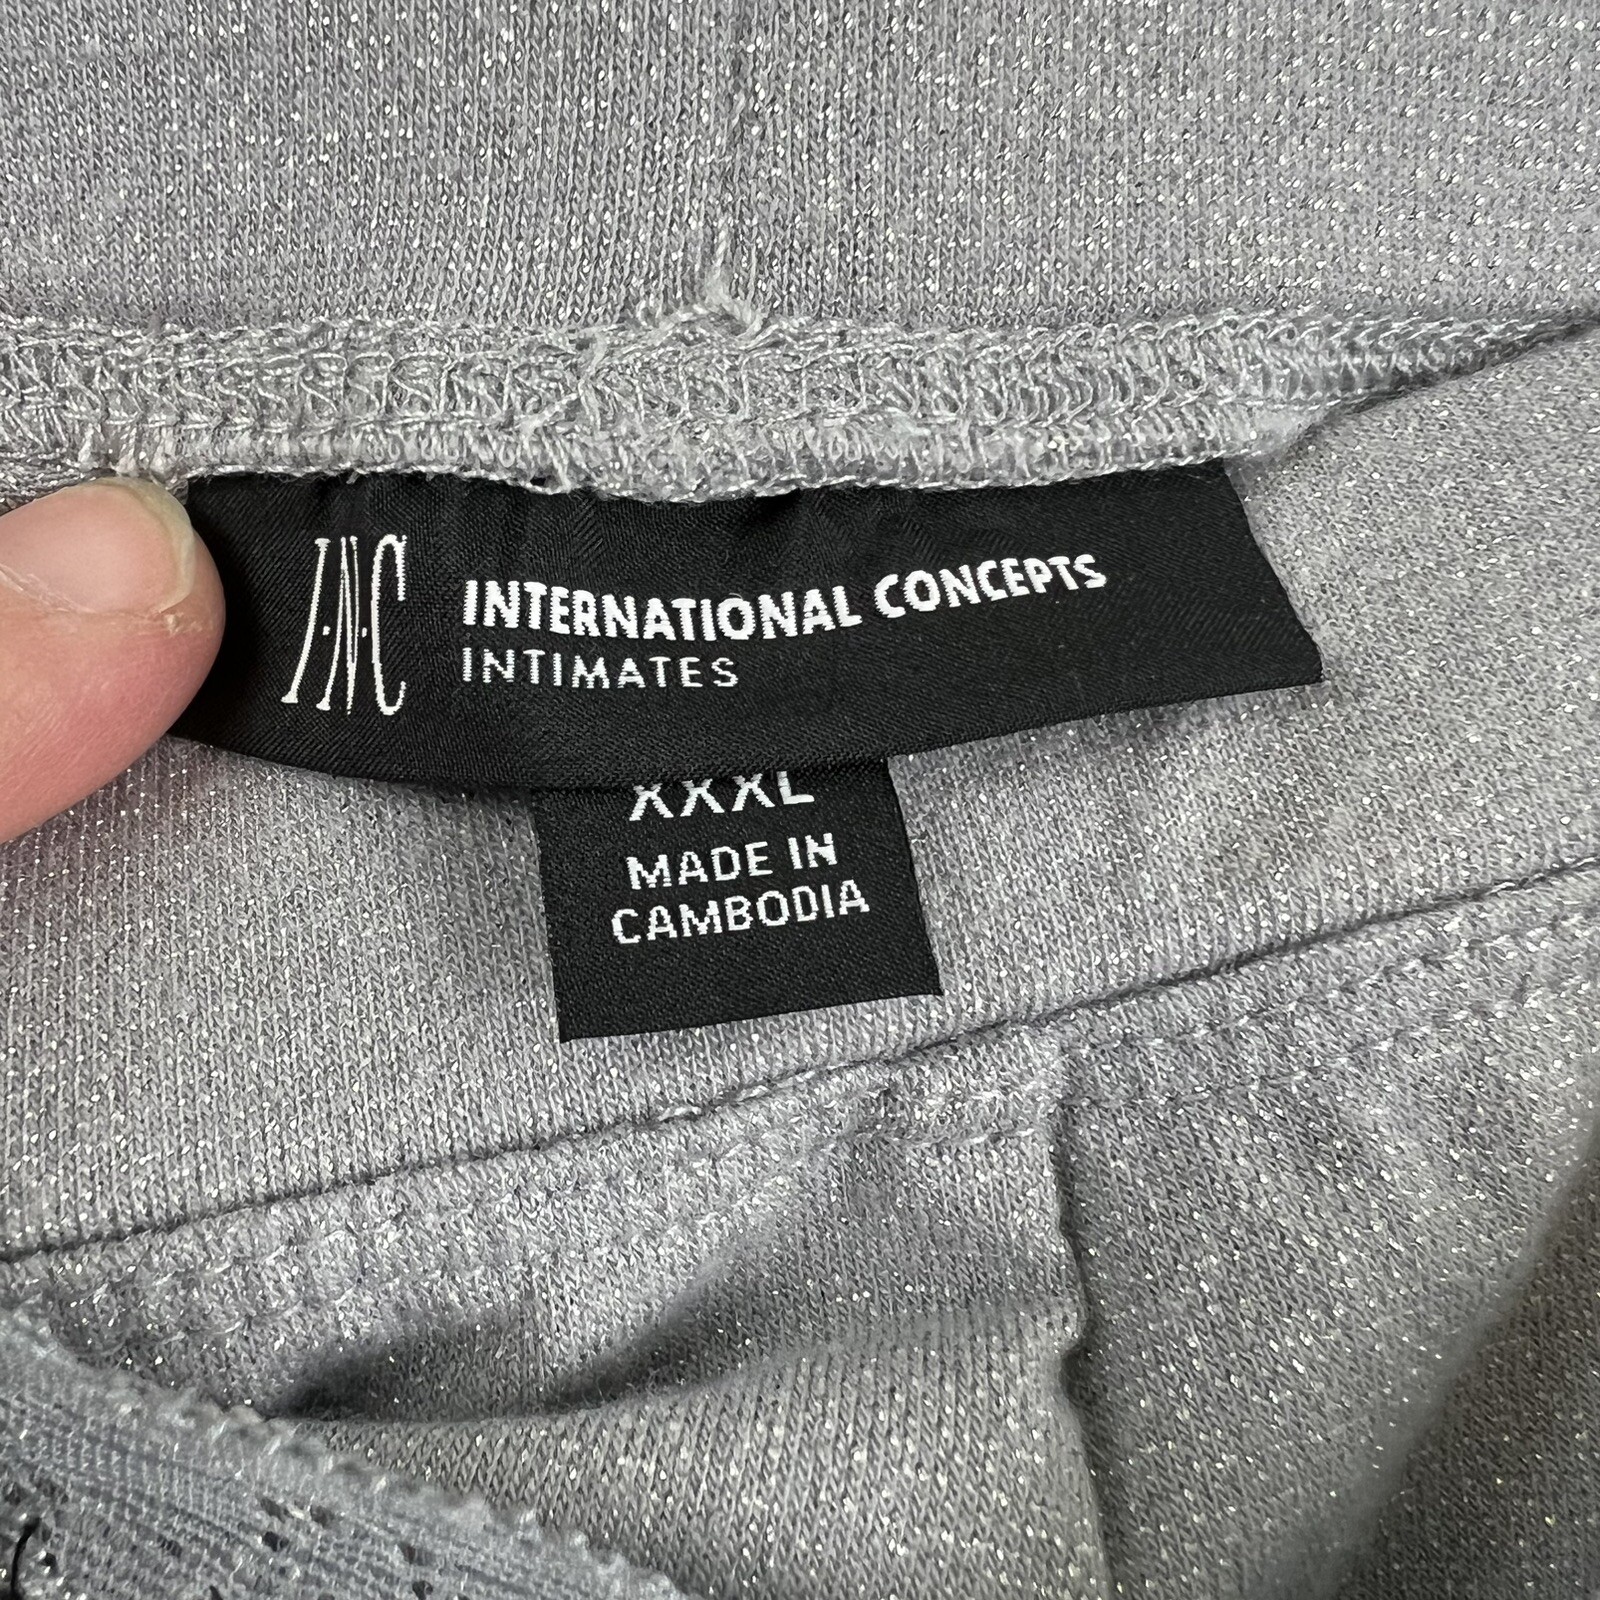 I·N·C
INTERNATIONAL CONCEPTS
INTIMATES
XXXL
MADE IN
CAMBODIA